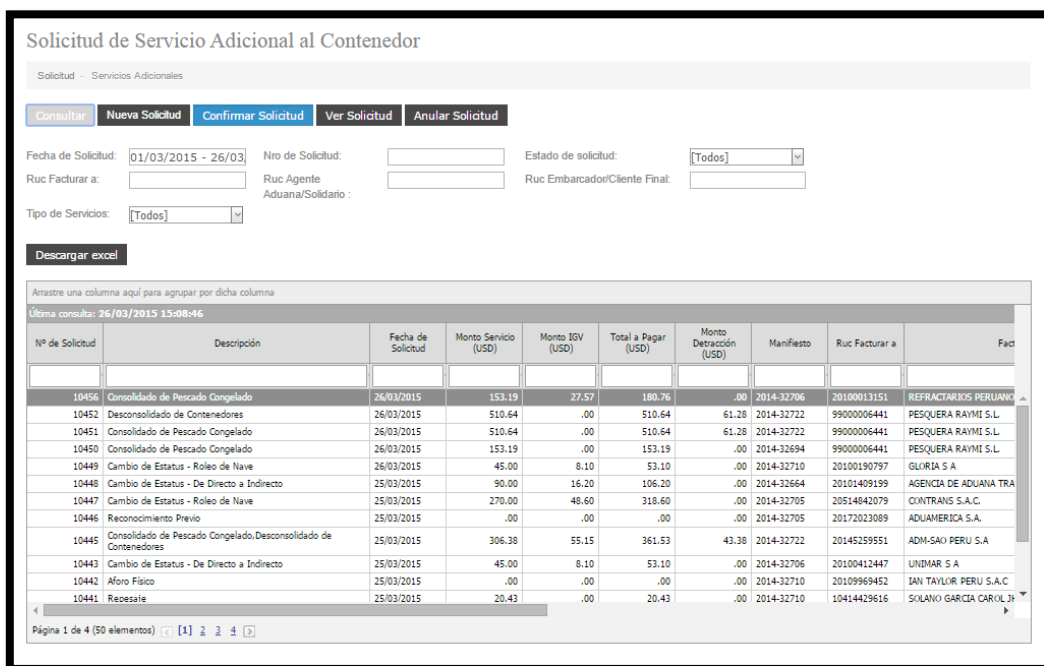 Solicitud de Servicio Adicional al Contenedor
Solicitud - Servicios Adicionales
Consultar Nueva Solicitud Confirmar Solicitud Ver Solicitud Anular Solicitud
Fecha de Solicitud: 01/03/2015 - 26/03, Nro de Solicitud: Estado de solicitud: [Todos]
Ruc Facturar a: Ruc Agente Aduana/Solidario : Ruc Embarcador/Cliente Final:
Tipo de Servicios: [Todos]
Descargar excel
Arrastre una columna aquí para agrupar por dicha columna
Última consulta: 26/03/2015 15:08:46
Nº de Solicitud Descripción Fecha de Solicitud Monto Servicio (USD) Monto IGV (USD) Total a Pagar (USD) Monto Detracción (USD) Manifiesto Ruc Facturar a Fact
10456 Consolidado de Pescado Congelado 26/03/2015 153.19 27.57 180.76 .00 2014-32706 20100013151 REFRACTARIOS PERUANO
10452 Desconsolidado de Contenedores 26/03/2015 510.64 .00 510.64 61.28 2014-32722 99000006441 PESQUERA RAYMI S.L.
10451 Consolidado de Pescado Congelado 26/03/2015 510.64 .00 510.64 61.28 2014-32722 99000006441 PESQUERA RAYMI S.L.
10450 Consolidado de Pescado Congelado 26/03/2015 153.19 .00 153.19 .00 2014-32694 99000006441 PESQUERA RAYMI S.L.
10449 Cambio de Estatus - Roleo de Nave 26/03/2015 45.00 8.10 53.10 .00 2014-32710 20100190797 GLORIA S A
10448 Cambio de Estatus - De Directo a Indirecto 26/03/2015 90.00 16.20 106.20 .00 2014-32664 20101409199 AGENCIA DE ADUANA TRA
10447 Cambio de Estatus - Roleo de Nave 25/03/2015 270.00 48.60 318.60 .00 2014-32705 20514842079 CONTRANS S.A.C.
10446 Reconocimiento Previo 25/03/2015 .00 .00 .00 .00 2014-32705 20172023089 ADUAMERICA S.A.
10445 Consolidado de Pescado Congelado,Desconsolidado de Contenedores 25/03/2015 306.38 55.15 361.53 43.38 2014-32722 20145259551 ADM-SAO PERU S.A
10443 Cambio de Estatus - De Directo a Indirecto 25/03/2015 45.00 8.10 53.10 .00 2014-32706 20100412447 UNIMAR S A
10442 Aforo Físico 25/03/2015 .00 .00 .00 .00 2014-32710 20109969452 IAN TAYLOR PERU S.A.C
10441 Repesaje 25/03/2015 20.43 .00 20.43 .00 2014-32710 10414429616 SOLANO GARCIA CAROL JH
Página 1 de 4 (50 elementos) [1] 2 3 4